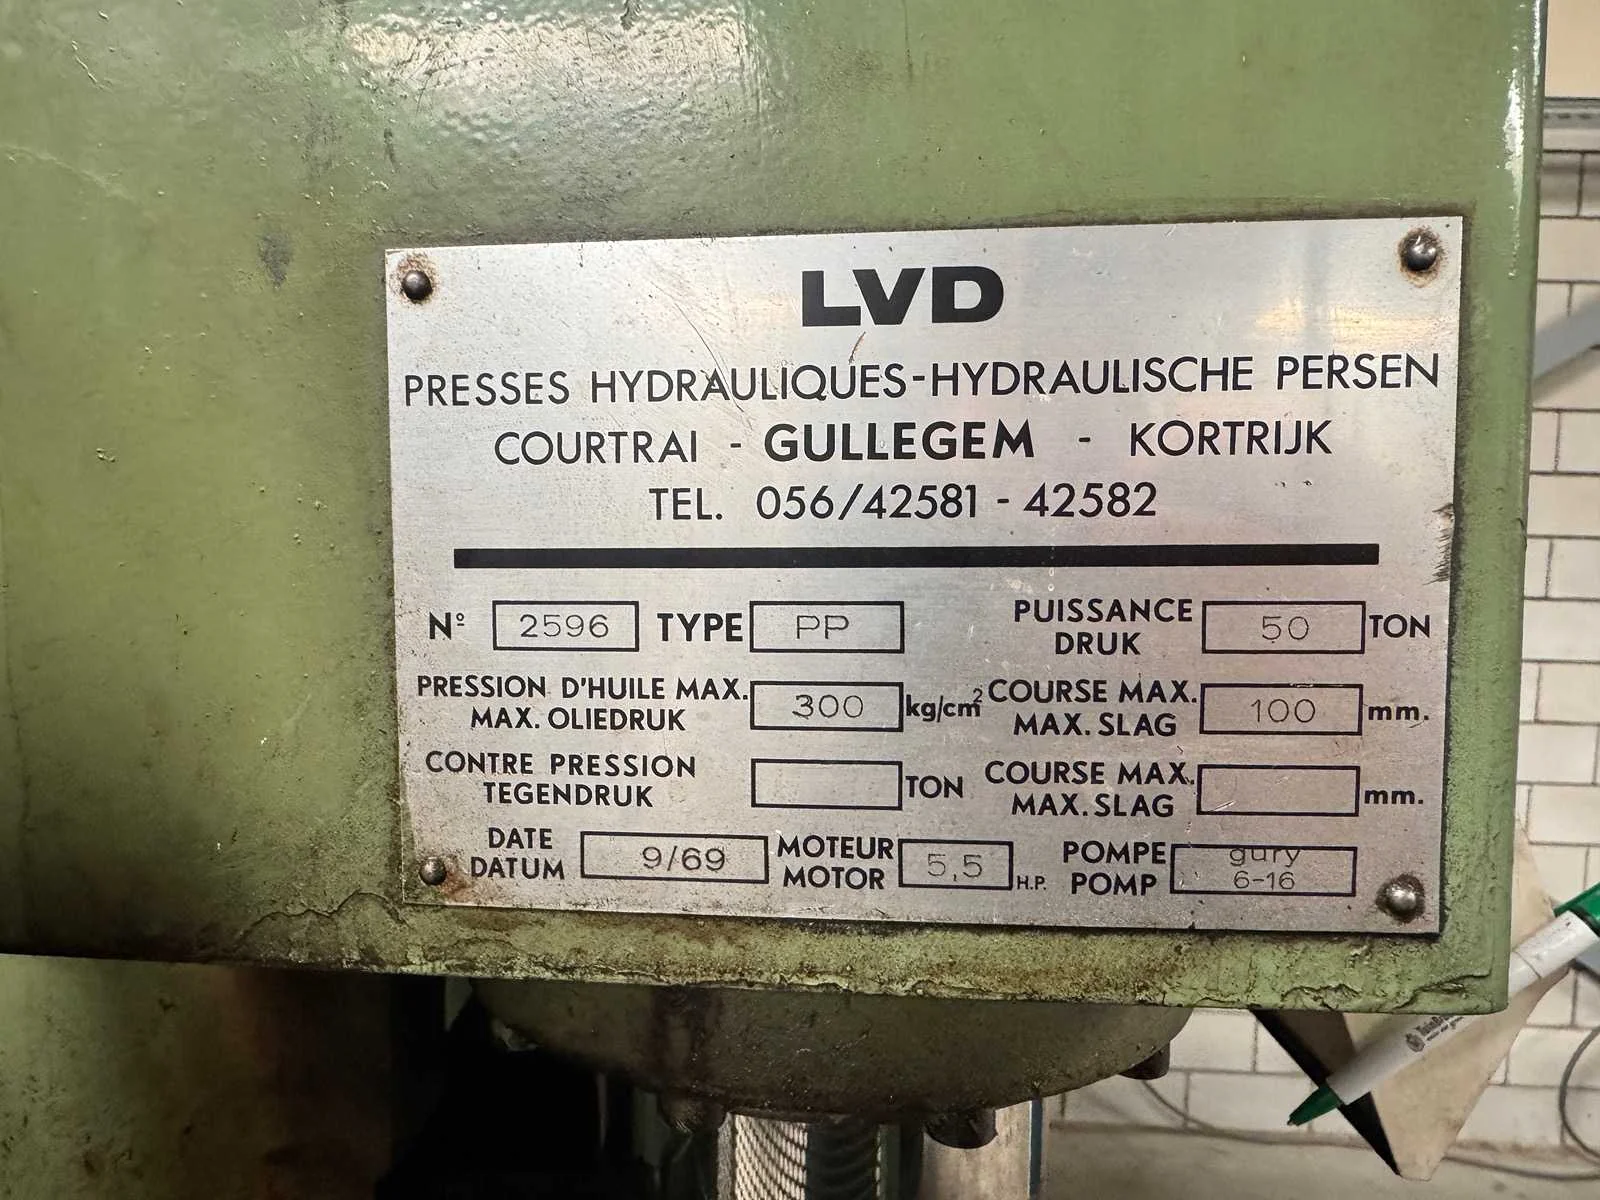 LVD
PRESSES HYDRAULIQUES-HYDRAULISCHE PERSEN
COURTRAI - GULLEGEM - KORTRIJK
TEL. 056/42581 - 42582
Nº 2596 TYPE PP
PUISSANCE
DRUK
50 TON
PRESSION D'HUILE MAX.
MAX. OLIEDRUK
300 kg/cm²
COURSE MAX.
MAX. SLAG
100 mm.
CONTRE PRESSION
TEGENDRUK
TON
COURSE MAX.
MAX. SLAG
mm.
DATE
DATUM
9/69
MOTEUR
MOTOR
5,5 H.P.
POMPE
POMP
gury
6-16